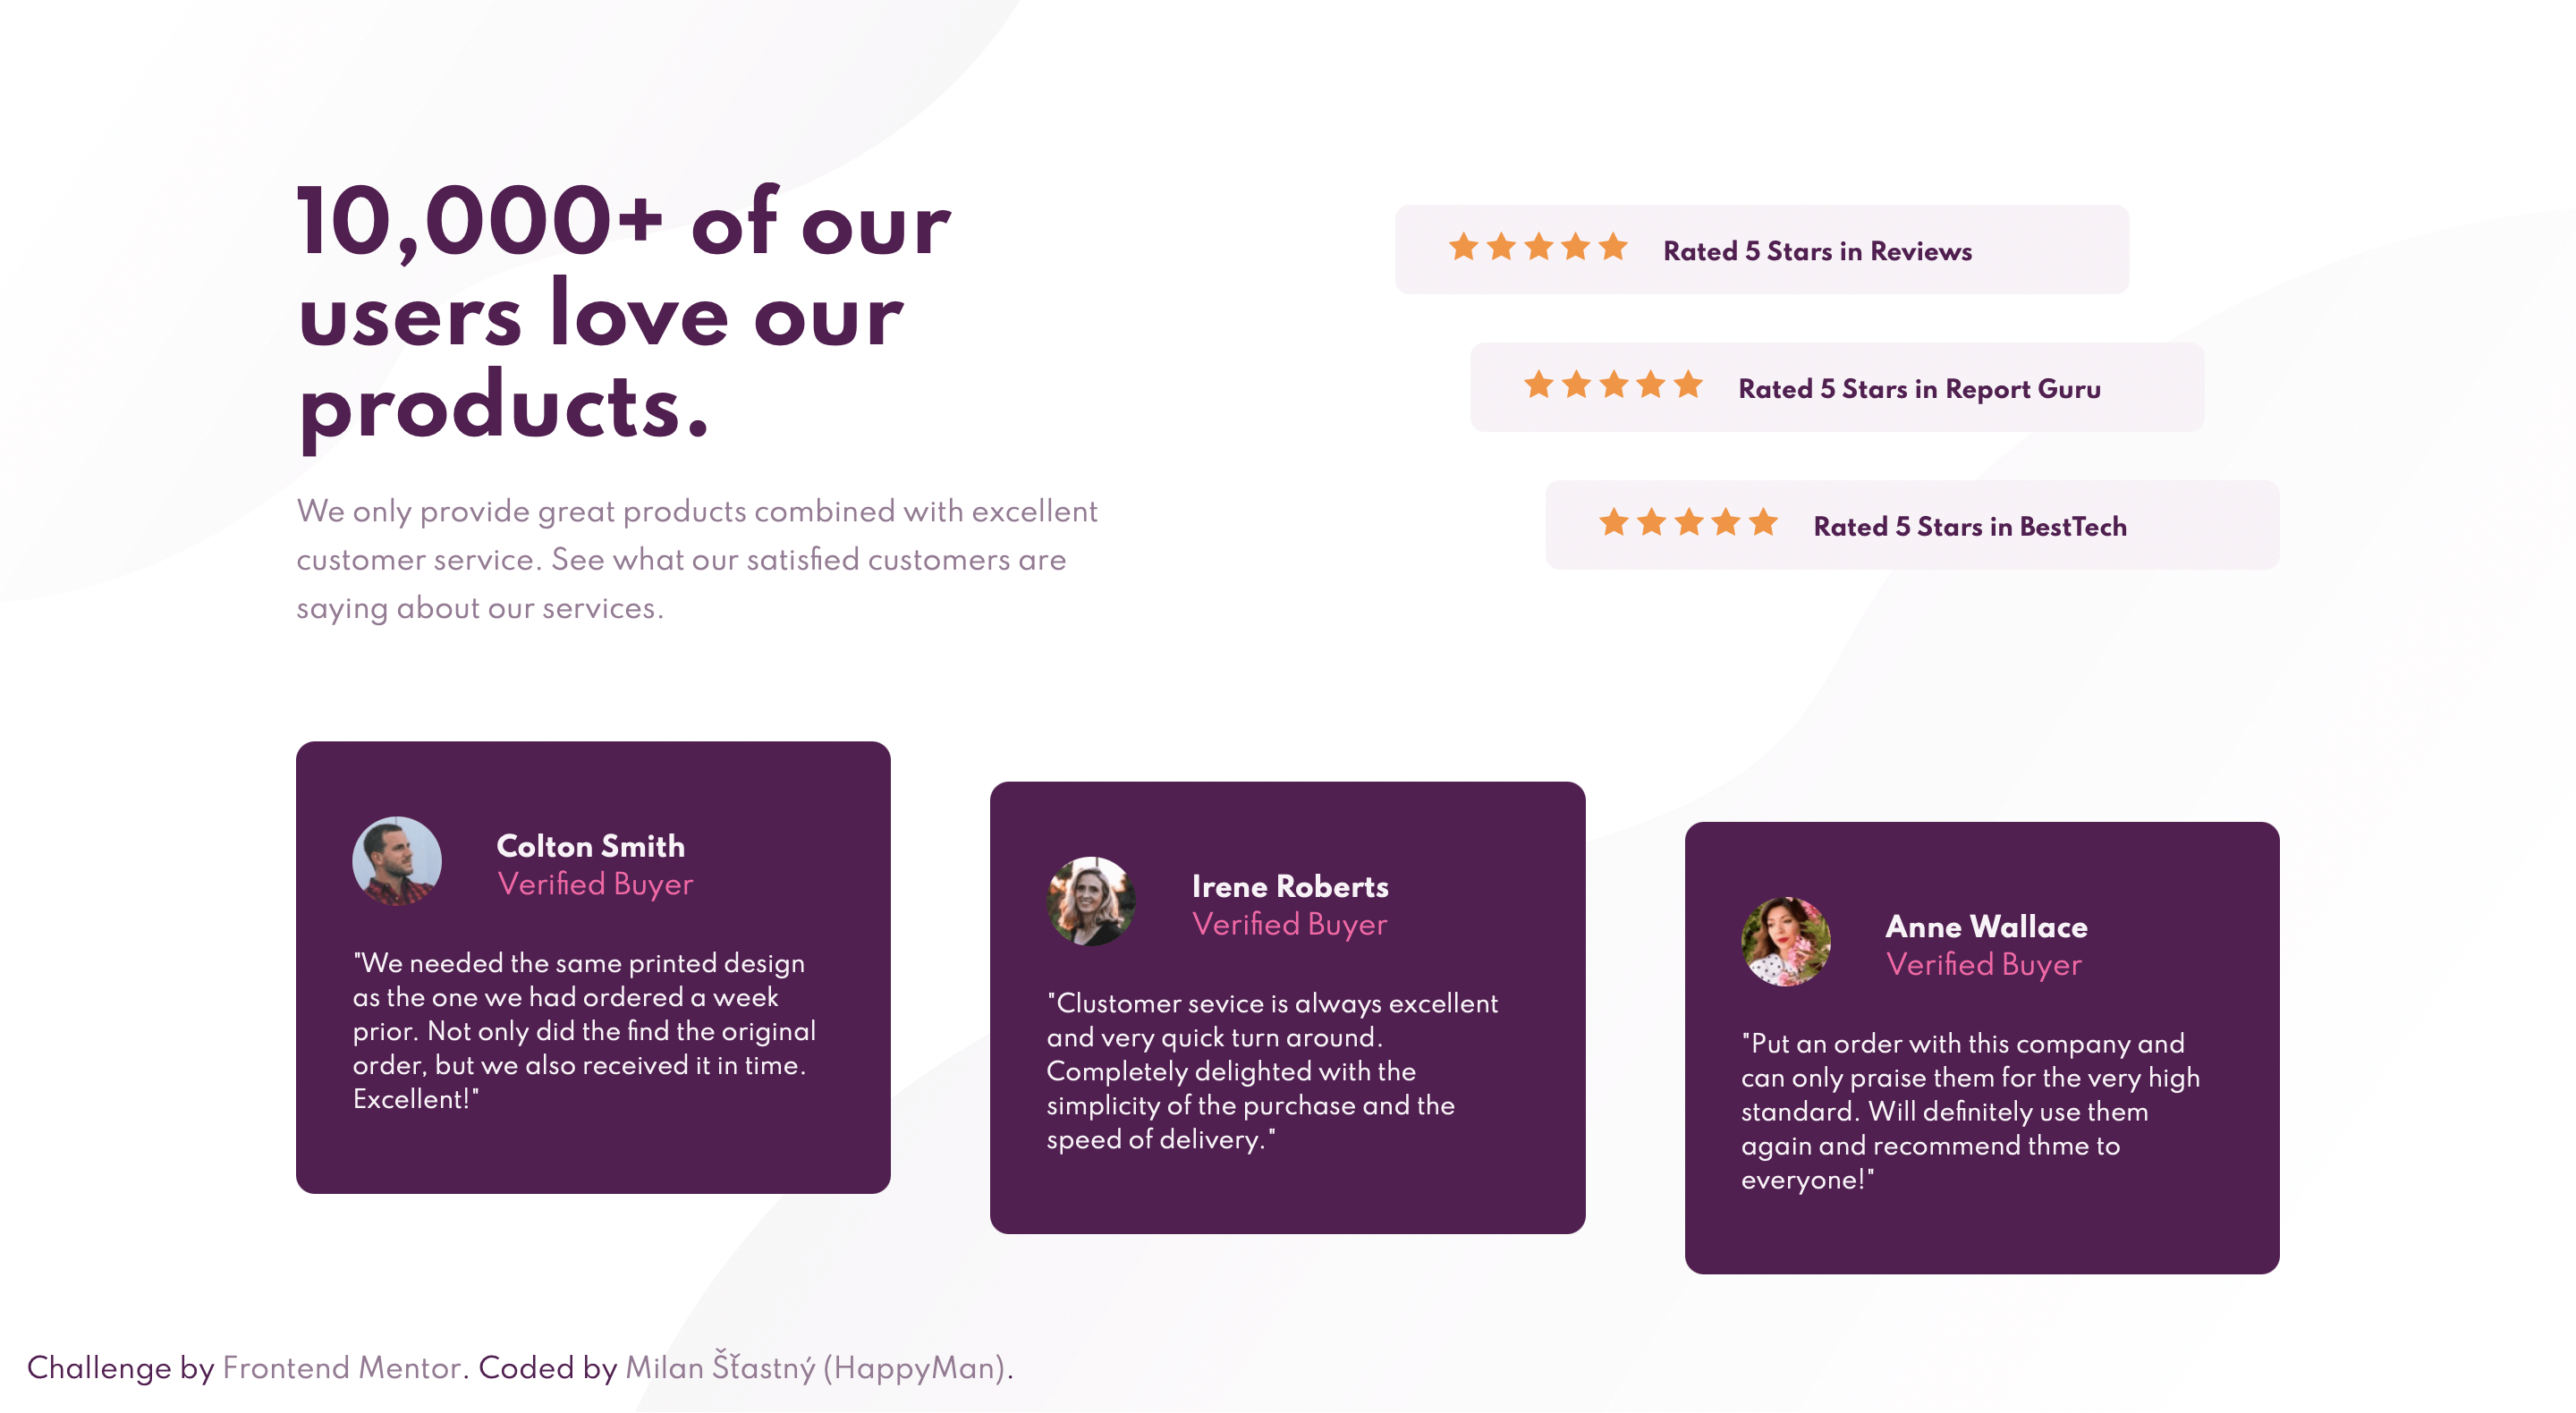 10,000+ of our
users love our
products.
We only provide great products combined with excellent
customer service. See what our satisfied customers are
saying about our services.
Rated 5 Stars in Reviews
Rated 5 Stars in Report Guru
Rated 5 Stars in BestTech
Colton Smith
Verified Buyer
"We needed the same printed design
as the one we had ordered a week
prior. Not only did the find the original
order, but we also received it in time.
Excellent!"
Irene Roberts
Verified Buyer
"Clustomer sevice is always excellent
and very quick turn around.
Completely delighted with the
simplicity of the purchase and the
speed of delivery."
Anne Wallace
Verified Buyer
"Put an order with this company and
can only praise them for the very high
standard. Will definitely use them
again and recommend thme to
everyone!"
Challenge by Frontend Mentor. Coded by Milan Šťastný (HappyMan).